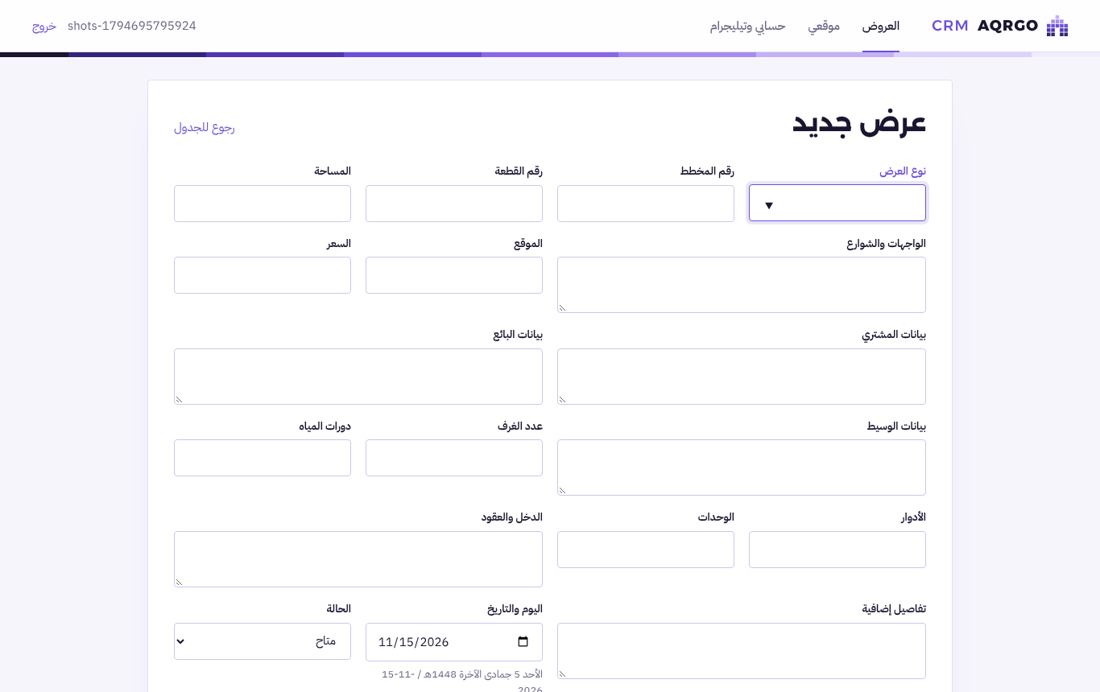 AQRGO CRM
العروض
موقعي
حسابي وتيليجرام
shots-1794695795924
خروج
عرض جديد
رجوع للجدول
نوع العرض
رقم المخطط
رقم القطعة
المساحة
الواجهات والشوارع
الموقع
السعر
بيانات المشتري
بيانات البائع
بيانات الوسيط
عدد الغرف
دورات المياه
الأدوار
الوحدات
الدخل والعقود
تفاصيل إضافية
اليوم والتاريخ
الحالة
11/15/2026
متاح
الأحد 5 جمادى الآخرة 1448هـ / 15-11-
2026